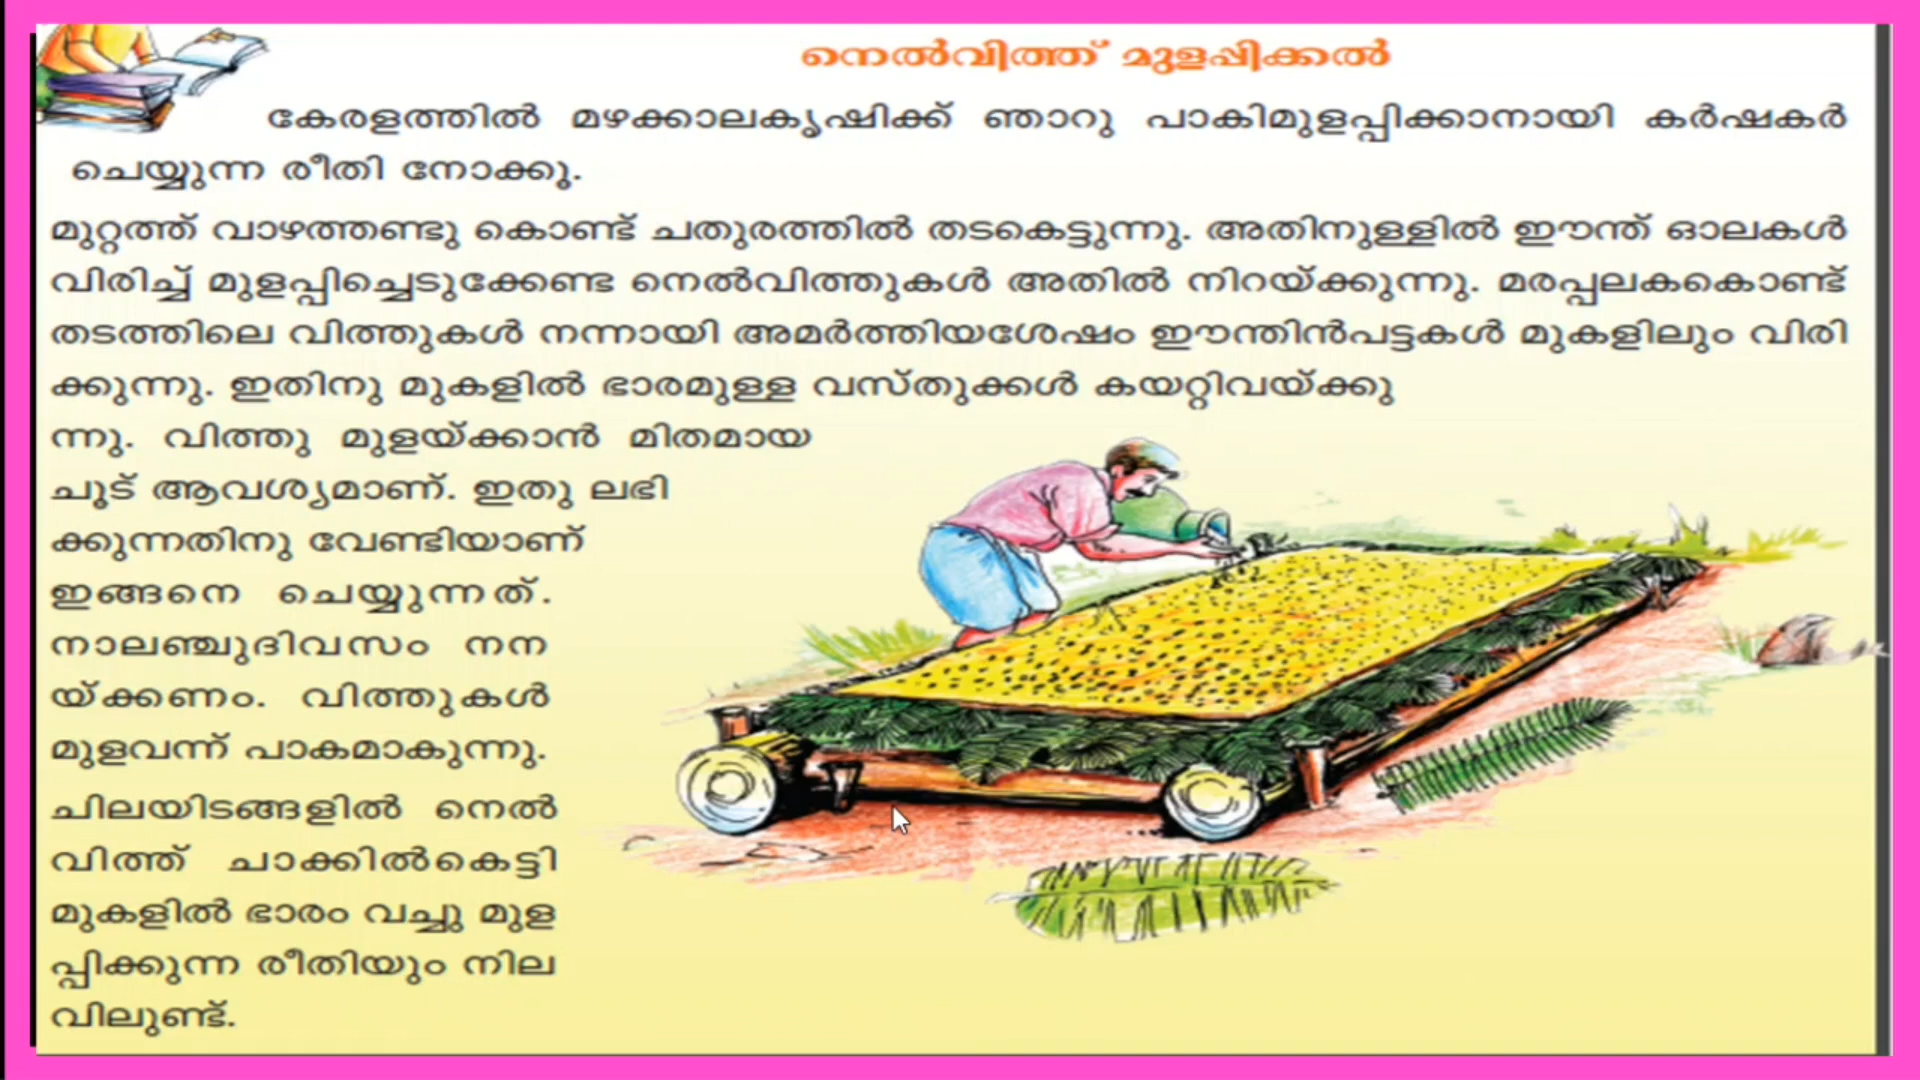 നെൽവിത്ത് മുളപ്പിക്കൽ
കേരളത്തിൽ മഴക്കാലകൃഷിക്ക് ഞാറു പാകിമുളപ്പിക്കാനായി കർഷകർ
ചെയ്യുന്ന രീതി നോക്കൂ.
മുറ്റത്ത് വാഴത്തണ്ടു കൊണ്ട് ചതുരത്തിൽ തടകെട്ടുന്നു. അതിനുള്ളിൽ ഈന്ത് ഓലകൾ
വിരിച്ച് മുളപ്പിച്ചെടുക്കേണ്ട നെൽവിത്തുകൾ അതിൽ നിറയ്ക്കുന്നു. മരപ്പലകകൊണ്ട്
തടത്തിലെ വിത്തുകൾ നന്നായി അമർത്തിയശേഷം ഈന്തിൻപട്ടകൾ മുകളിലും വിരി
ക്കുന്നു. ഇതിനു മുകളിൽ ഭാരമുള്ള വസ്തുക്കൾ കയറ്റിവയ്ക്കു
ന്നു. വിത്തു മുളയ്ക്കാൻ മിതമായ
ചൂട് ആവശ്യമാണ്. ഇതു ലഭി
ക്കുന്നതിനു വേണ്ടിയാണ്
ഇങ്ങനെ ചെയ്യുന്നത്.
നാലഞ്ചുദിവസം നന
യ്ക്കണം. വിത്തുകൾ
മുളവന്ന് പാകമാകുന്നു.
ചിലയിടങ്ങളിൽ നെൽ
വിത്ത് ചാക്കിൽകെട്ടി
മുകളിൽ ഭാരം വച്ചു മുള
പ്പിക്കുന്ന രീതിയും നില
വിലുണ്ട്.